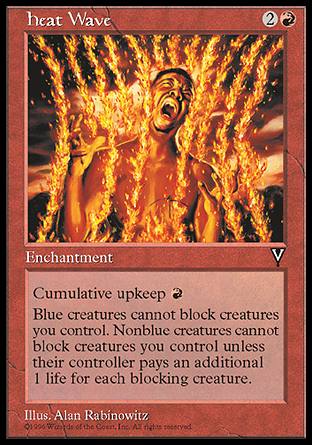 Heat Wave 2
Enchantment V
Cumulative upkeep
Blue creatures cannot block creatures
you control. Nonblue creatures cannot
block creatures you control unless
their controller pays an additional
1 life for each blocking creature.
Illus. Alan Rabinowitz
©1996 Wizards of the Coast, Inc. All rights reserved.